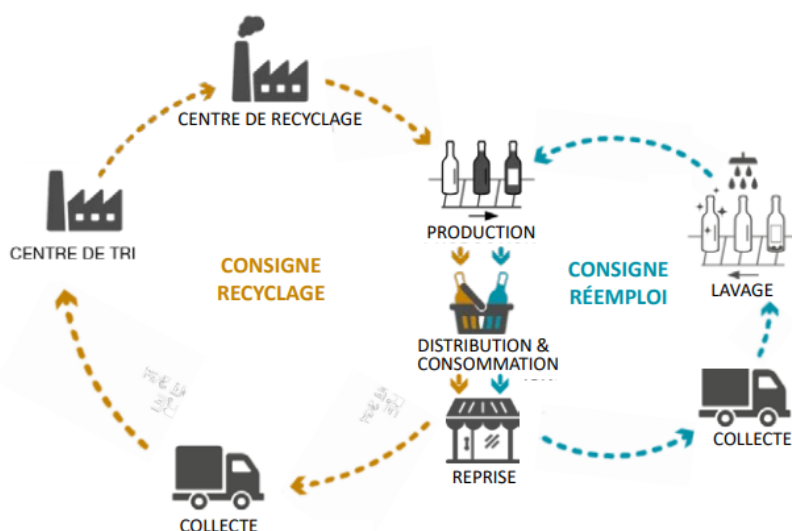 CENTRE DE RECYCLAGE
CENTRE DE TRI
PRODUCTION
CONSIGNE
RECYCLAGE
CONSIGNE
RÉEMPLOI
LAVAGE
DISTRIBUTION &
CONSOMMATION
COLLECTE
REPRISE
COLLECTE